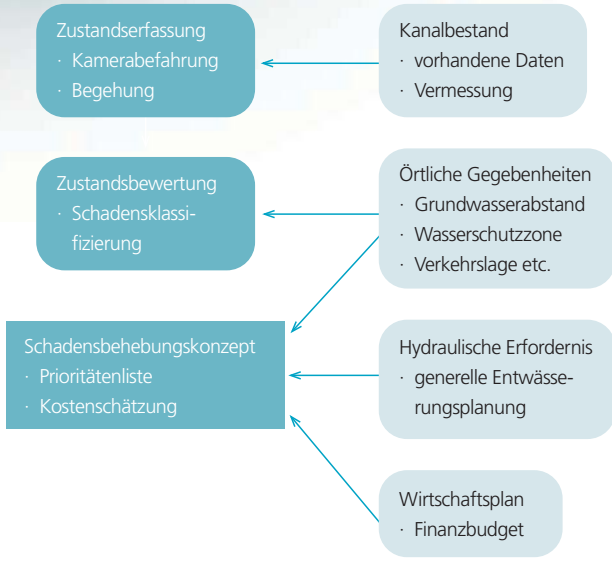 Zustandserfassung
· Kamerabefahrung
· Begehung
Kanalbestand
· vorhandene Daten
· Vermessung
Zustandsbewertung
· Schadensklassi-
fizierung
Örtliche Gegebenheiten
· Grundwasserabstand
· Wasserschutzzone
· Verkehrslage etc.
Schadensbehebungskonzept
· Prioritätenliste
· Kostenschätzung
Hydraulische Erfordernis
· generelle Entwässe-
rungsplanung
Wirtschaftsplan
· Finanzbudget